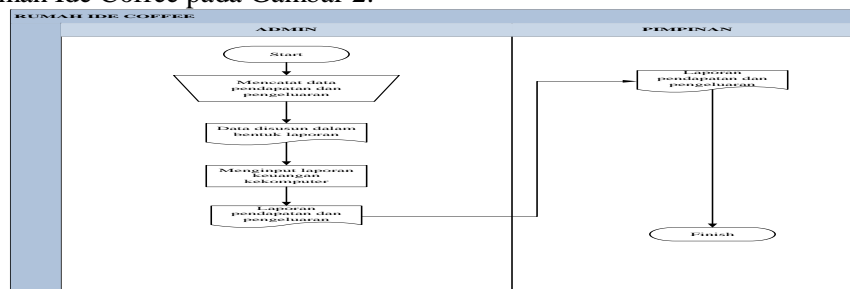 man Ide Coffee pada Gambar 2.
RUMAH IDE COFFEE
ADMIN
PIMPINAN
Start
Mencatat data
pendapatan dan
pengeluaran
Data disusun dalam
bentuk laporan
Menginput laporan
keuangan
kekomputer
Laporan
pendapatan dan
pengeluaran
Laporan
pendapatan dan
pengeluaran
Finish